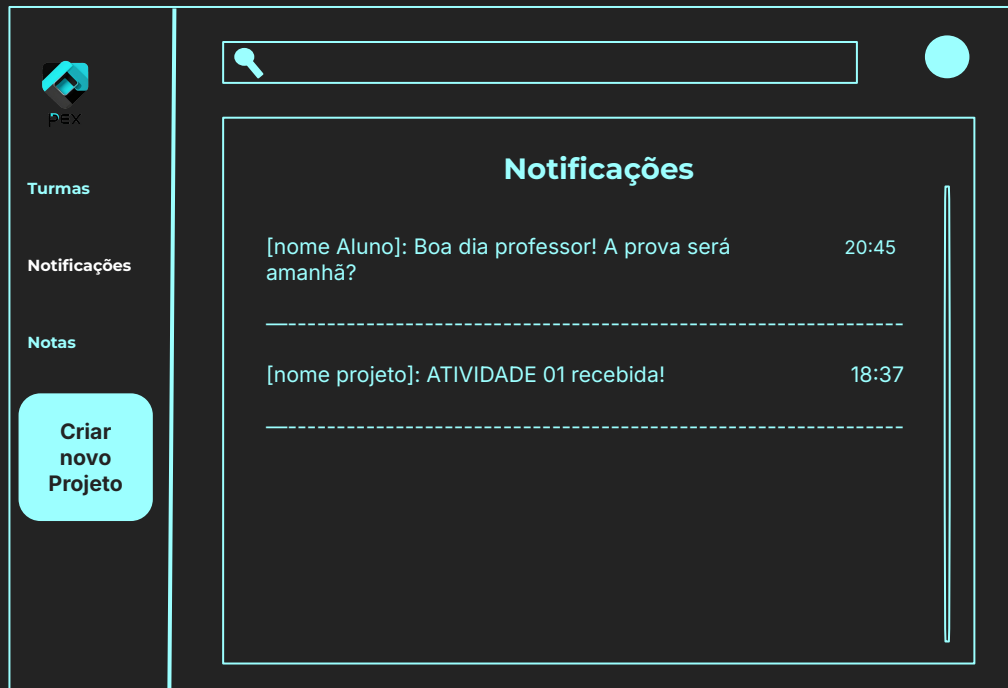 PEX
Turmas
Notificações
Notas
Criar
novo
Projeto
Notificações
[nome Aluno]: Boa dia professor! A prova será
amanhã?
20:45
[nome projeto]: ATIVIDADE 01 recebida!
18:37